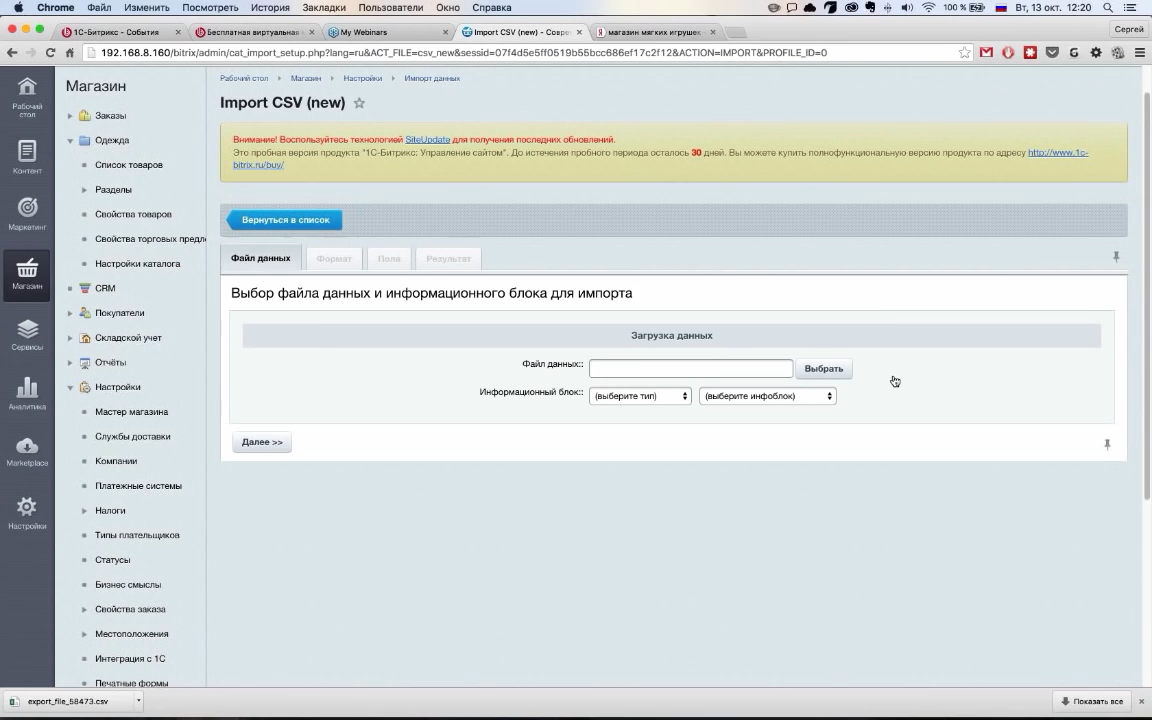 Chrome Файл Изменить Посмотреть История Закладки Пользователи Окно Справка 100 % Вт, 13 окт. 12:20
1С-Битрикс - События
Бесплатная виртуальная
My Webinars
Import CSV (new) - Совре
магазин мягких игрушек
Сергей
192.168.8.160/bitrix/admin/cat_import_setup.php?lang=ru&ACT_FILE=csv_new&sessid=07f4d5e5ff0519b55bcc686ef17c2f12&ACTION=IMPORT&PROFILE_ID=0
Рабочий стол
Контент
Маркетинг
Магазин
Сервисы
Аналитика
Marketplace
Настройки
Магазин
Заказы
Одежда
Список товаров
Разделы
Свойства товаров
Свойства торговых предл
Настройки каталога
CRM
Покупатели
Складской учет
Отчёты
Настройки
Мастер магазина
Службы доставки
Компании
Платежные системы
Налоги
Типы плательщиков
Статусы
Бизнес смыслы
Свойства заказа
Местоположения
Интеграция с 1С
Печатные формы
Рабочий стол Магазин Настройки Импорт данных
Import CSV (new)
Внимание! Воспользуйтесь технологией SiteUpdate для получения последних обновлений.
Это пробная версия продукта "1С-Битрикс: Управление сайтом". До истечения пробного периода осталось 30 дней. Вы можете купить полнофункциональную версию продукта по адресу http://www.1c-
bitrix.ru/buy/
Вернуться в список
Файл данных Формат Поля Результат
Выбор файла данных и информационного блока для импорта
Загрузка данных
Файл данных:: Выбрать
Информационный блок:: (выберите тип) (выберите инфоблок)
Далее >>
export_file_58473.csv
Показать все